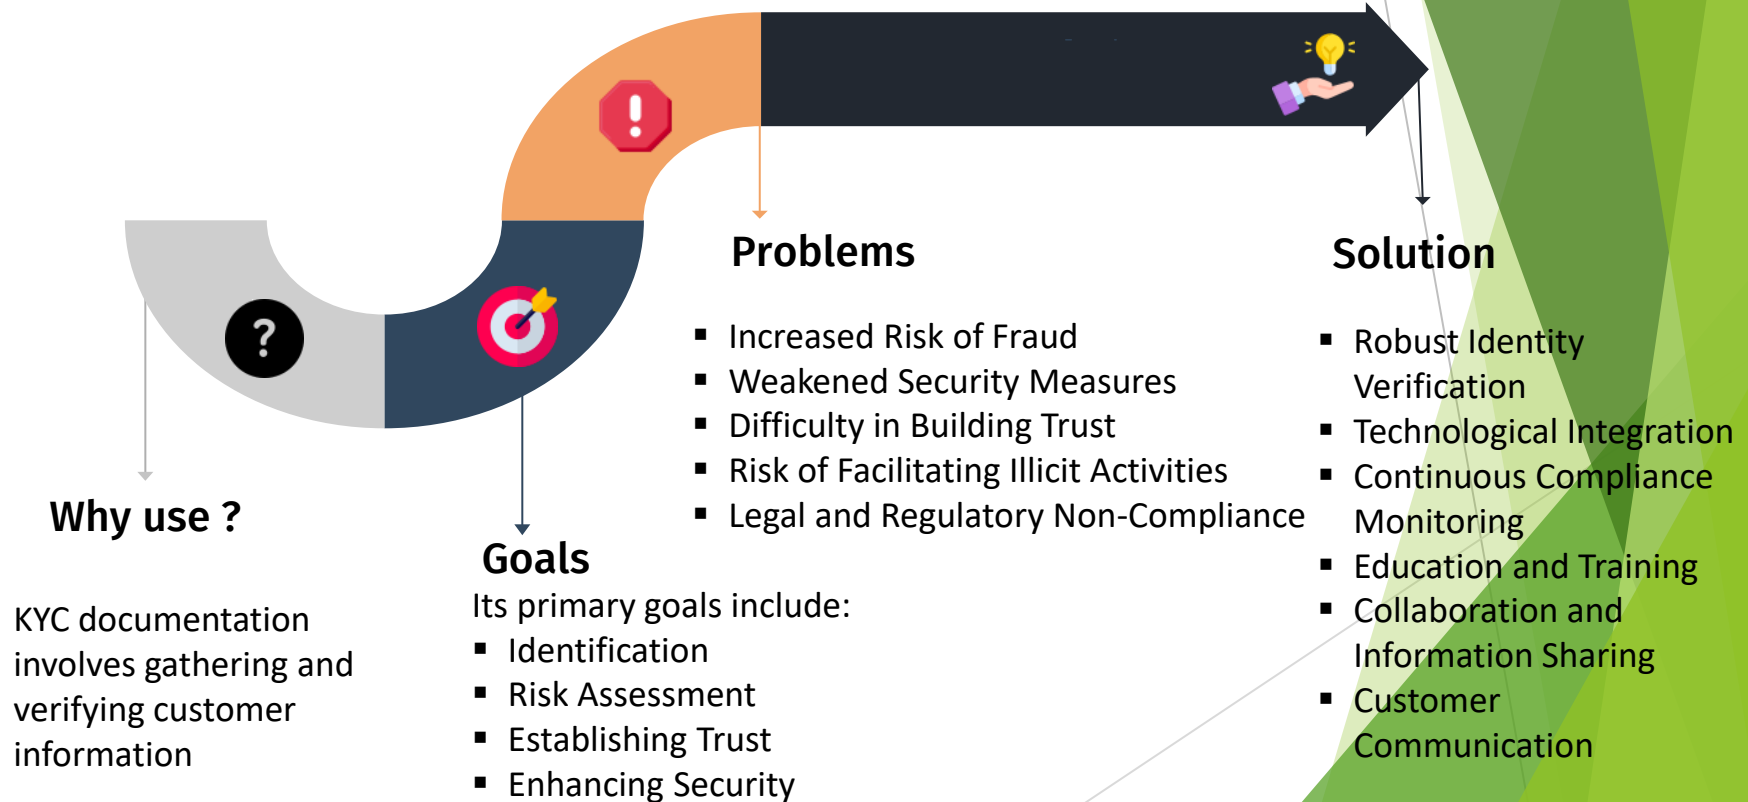 !
?
Why use ?
KYC documentation
involves gathering and
verifying customer
information
Goals
Its primary goals include:
▪ Identification
▪ Risk Assessment
▪ Establishing Trust
▪ Enhancing Security
Problems
▪ Increased Risk of Fraud
▪ Weakened Security Measures
▪ Difficulty in Building Trust
▪ Risk of Facilitating Illicit Activities
▪ Legal and Regulatory Non-Compliance
Solution
▪ Robust Identity
Verification
▪ Technological Integration
▪ Continuous Compliance
Monitoring
▪ Education and Training
▪ Collaboration and
Information Sharing
▪ Customer
Communication